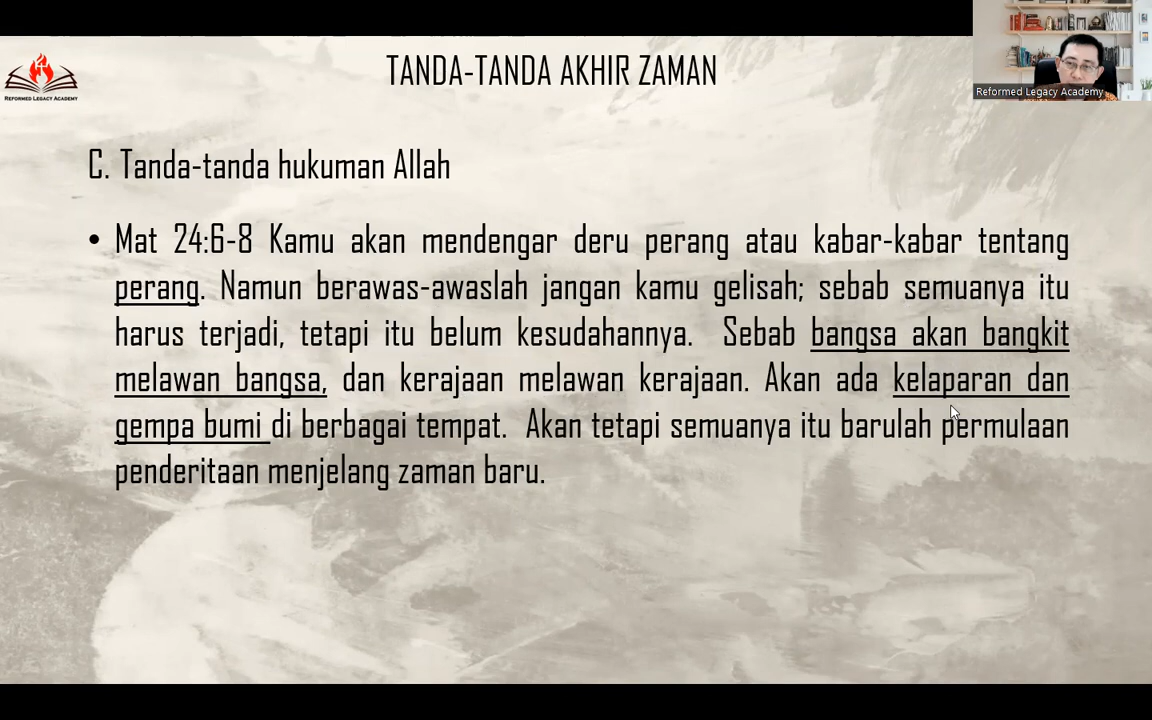 TANDA-TANDA AKHIR ZAMAN
REFORMED LEGACY ACADEMY
Reformed Legacy Academy
C. Tanda-tanda hukuman Allah
• Mat 24:6-8 Kamu akan mendengar deru perang atau kabar-kabar tentang
perang. Namun berawas-awaslah jangan kamu gelisah; sebab semuanya itu
harus terjadi, tetapi itu belum kesudahannya. Sebab bangsa akan bangkit
melawan bangsa, dan kerajaan melawan kerajaan. Akan ada kelaparan dan
gempa bumi di berbagai tempat. Akan tetapi semuanya itu barulah permulaan
penderitaan menjelang zaman baru.